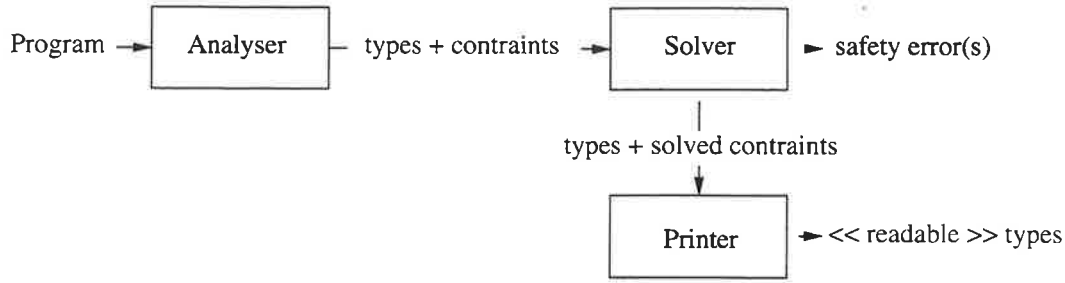 Program Analyser types + contraints Solver safety error(s)
types + solved contraints
Printer << readable >> types